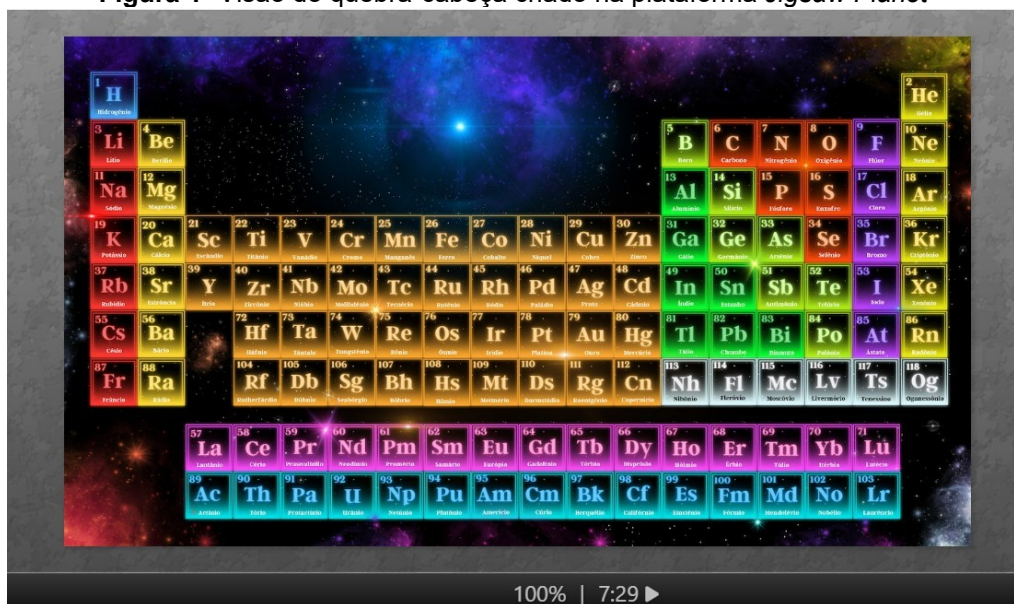 Visão do quebra-cabeça criado na plataforma Jigsaw Planet
1 2
H He
Hidrogênio Hélio
3 4 5 6 7 8 9 10
Li Be B C N O F Ne
Lítio Berílio Boro Carbono Nitrogênio Oxigênio Flúor Neônio
11 12 13 14 15 16 17 18
Na Mg Al Si P S Cl Ar
Sódio Magnésio Alumínio Silício Fósforo Enxofre Cloro Argônio
19 20 21 22 23 24 25 26 27 28 29 30 31 32 33 34 35 36
K Ca Sc Ti V Cr Mn Fe Co Ni Cu Zn Ga Ge As Se Br Kr
Potássio Cálcio Escândio Titânio Vanádio Cromo Manganês Ferro Cobalto Níquel Cobre Zinco Gálio Germânio Arsênio Selênio Bromo Criptônio
37 38 39 40 41 42 43 44 45 46 47 48 49 50 51 52 53 54
Rb Sr Y Zr Nb Mo Tc Ru Rh Pd Ag Cd In Sn Sb Te I Xe
Rubídio Estrôncio Ítrio Zircônio Nióbio Molibdênio Tecnécio Rutênio Ródio Paládio Prata Cádmio Índio Estanho Antimônio Telúrio Iodo Xenônio
55 56 72 73 74 75 76 77 78 79 80 81 82 83 84 85 86
Cs Ba Hf Ta W Re Os Ir Pt Au Hg Tl Pb Bi Po At Rn
Césio Bário Háfnio Tântalo Tungstênio Rênio Ósmio Irídio Platina Ouro Mercúrio Tálio Chumbo Bismuto Polônio Astato Radônio
87 88 104 105 106 107 108 109 110 111 112 113 114 115 116 117 118
Fr Ra Rf Db Sg Bh Hs Mt Ds Rg Cn Nh Fl Mc Lv Ts Og
Frâncio Rádio Rutherfórdio Dúbnio Seabórgio Bóhrio Hássio Meitnério Darmstádio Roentgênio Copernício Nihônio Fleróvio Moscóvio Livermório Tenessino Oganessônio
57 58 59 60 61 62 63 64 65 66 67 68 69 70 71
La Ce Pr Nd Pm Sm Eu Gd Tb Dy Ho Er Tm Yb Lu
Lantânio Cério Praseodímio Neodímio Promécio Samário Európio Gadolínio Térbio Disprósio Hólmio Érbio Túlio Itérbio Lutécio
89 90 91 92 93 94 95 96 97 98 99 100 101 102 103
Ac Th Pa U Np Pu Am Cm Bk Cf Es Fm Md No Lr
Actínio Tório Protactínio Urânio Netúnio Plutônio Amerício Cúrio Berquélio Califórnio Einstênio Férmio Mendelévio Nobélio Laurêncio
100% | 7:29